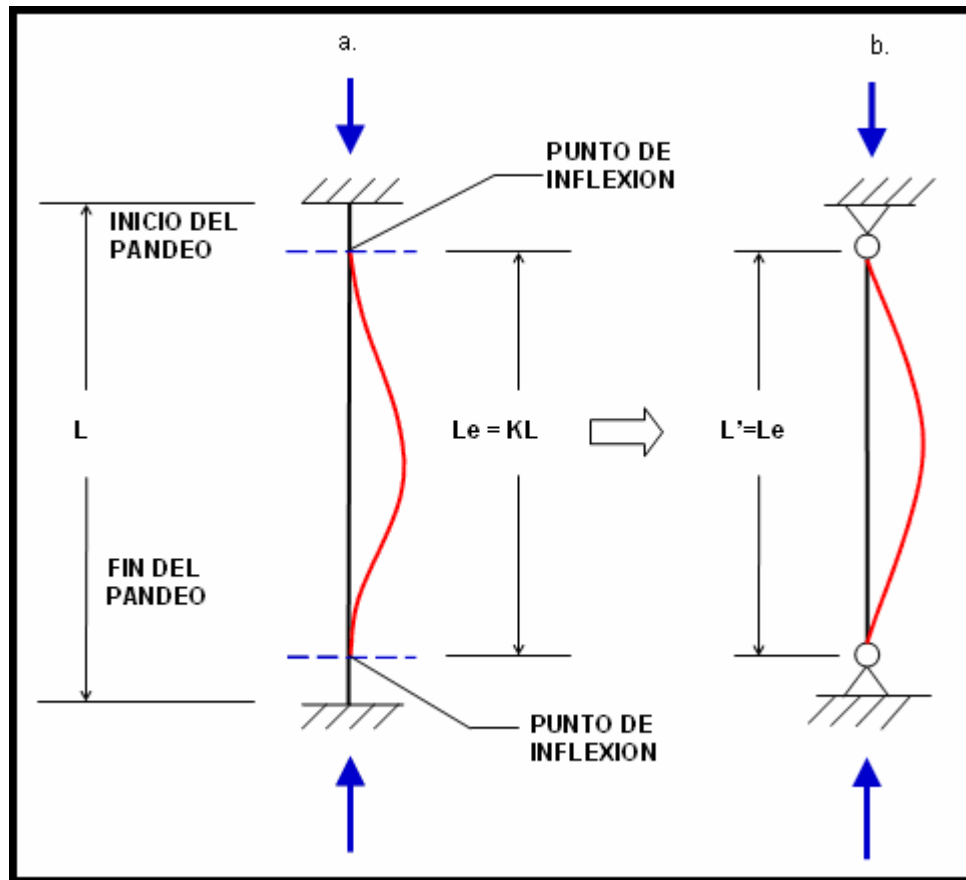 a.
b.
PUNTO DE
INFLEXION
INICIO DEL
PANDEO
L
Le = KL
L'=Le
FIN DEL
PANDEO
PUNTO DE
INFLEXION